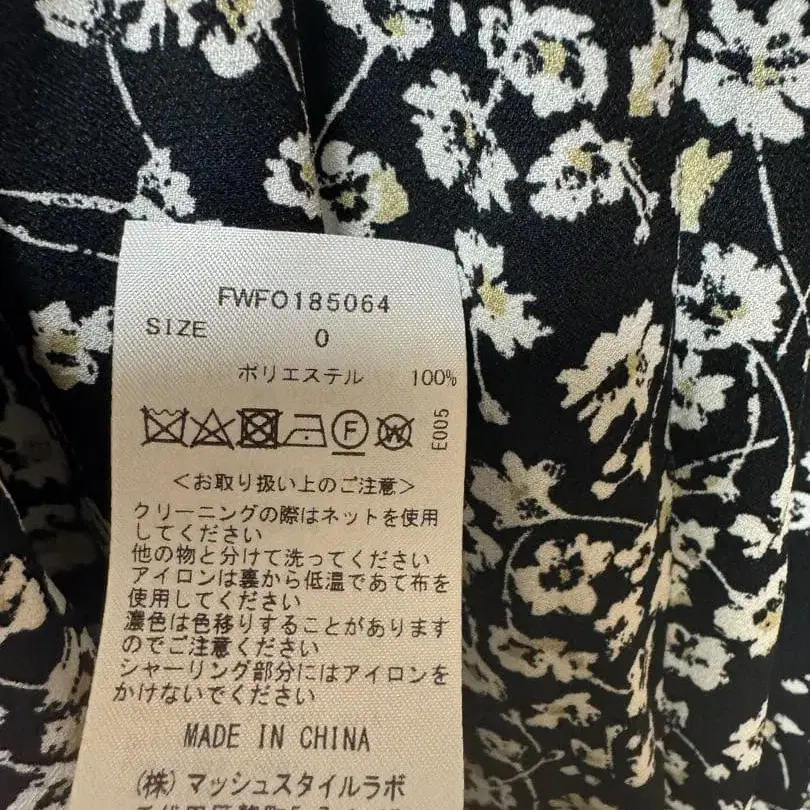 FWFO185064
SIZE 0
ポリエステル 100%
F W E005
<お取り扱い上のご注意>
クリーニングの際はネットを使用
してください
他の物と分けて洗ってください
アイロンは裏から低温であて布を
使用してください
濃色は色移りすることがあります
のでご注意ください
シャーリング部分にはアイロンを
かけないでください
MADE IN CHINA
(株)マッシュスタイルラボ